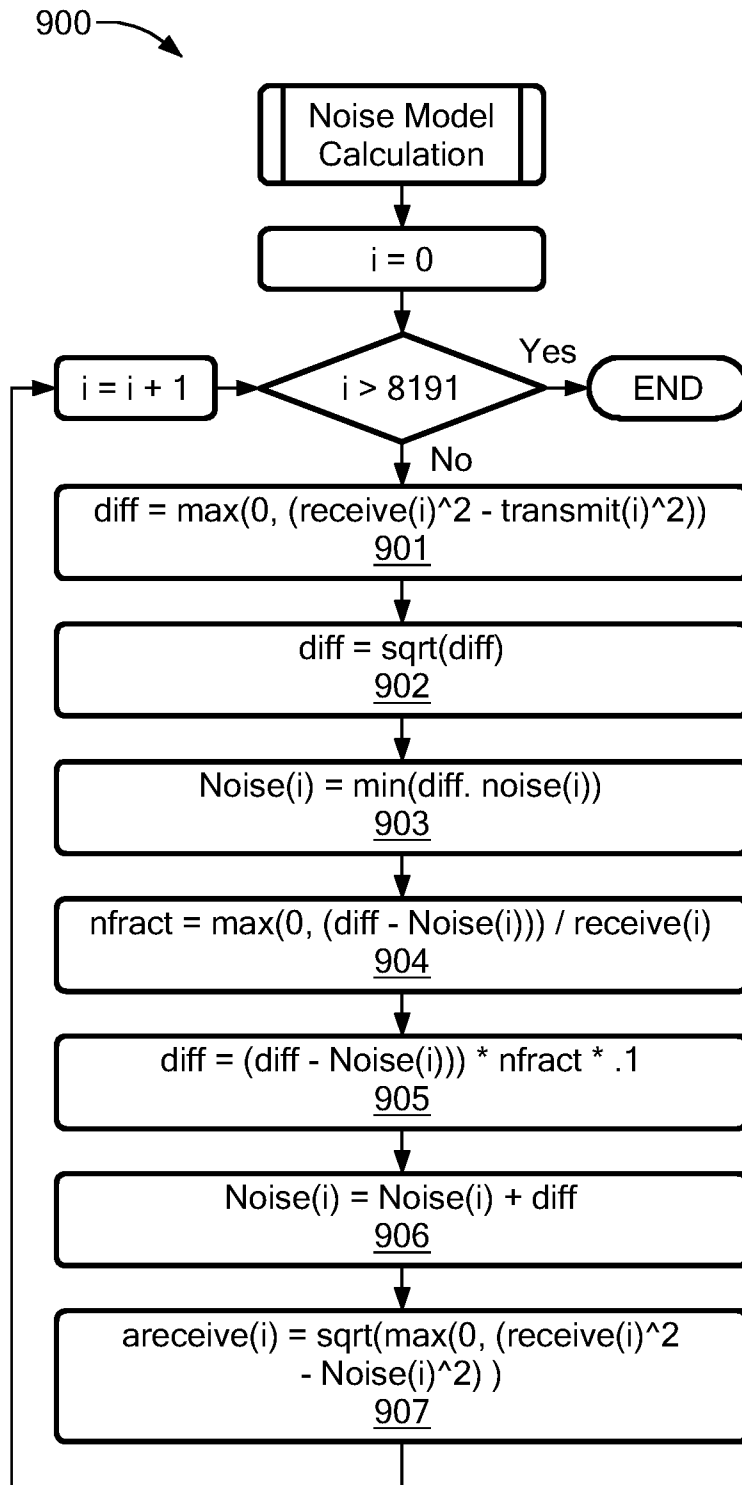 900
Noise Model
Calculation
i = 0
i = i + 1
i > 8191
Yes
END
No
diff = max(0, (receive(i)^2 - transmit(i)^2))
901
diff = sqrt(diff)
902
Noise(i) = min(diff. noise(i))
903
nfract = max(0, (diff - Noise(i))) / receive(i)
904
diff = (diff - Noise(i))) * nfract * .1
905
Noise(i) = Noise(i) + diff
906
areceive(i) = sqrt(max(0, (receive(i)^2
- Noise(i)^2) )
907